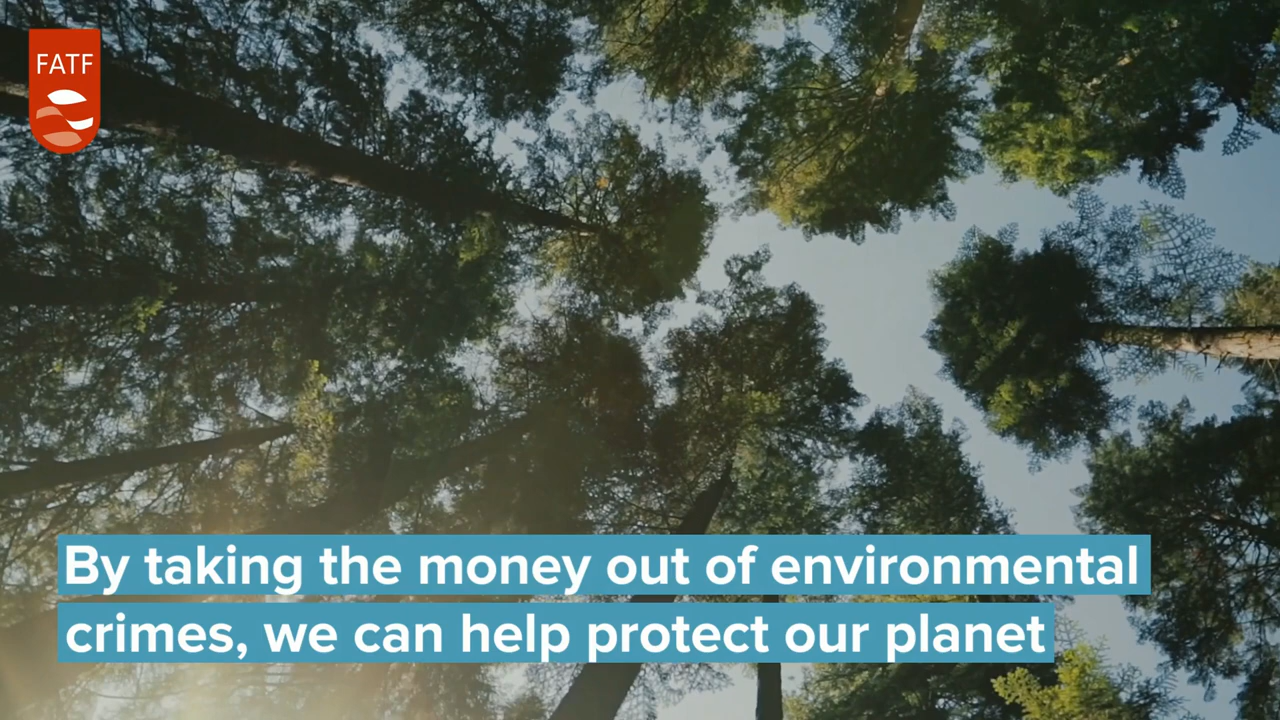 FATF
By taking the money out of environmental
crimes, we can help protect our planet